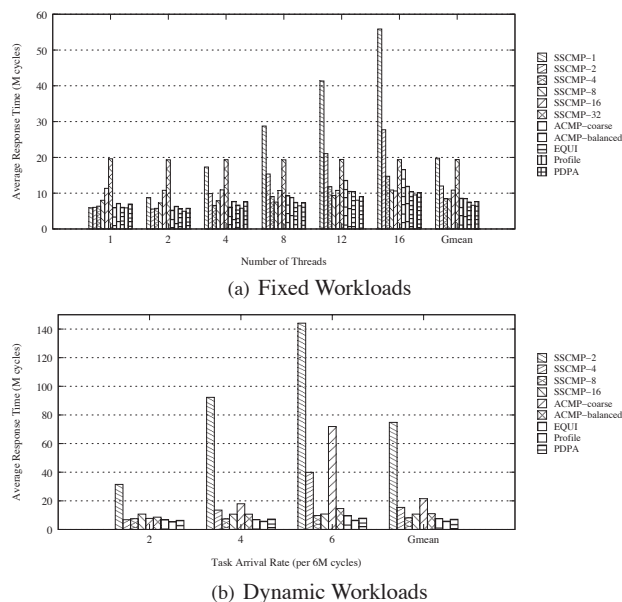 60
50
40
30
20
10
0
Average Response Time (M cycles)
1 2 4 8 12 16 Gmean
Number of Threads
SSCMP-1
SSCMP-2
SSCMP-4
SSCMP-8
SSCMP-16
SSCMP-32
ACMP-coarse
ACMP-balanced
EQUI
Profile
PDPA
(a) Fixed Workloads
140
120
100
80
60
40
20
0
Average Response Time (M cycles)
2 4 6 Gmean
Task Arrival Rate (per 6M cycles)
SSCMP-2
SSCMP-4
SSCMP-8
SSCMP-16
ACMP-coarse
ACMP-balanced
EQUI
Profile
PDPA
(b) Dynamic Workloads